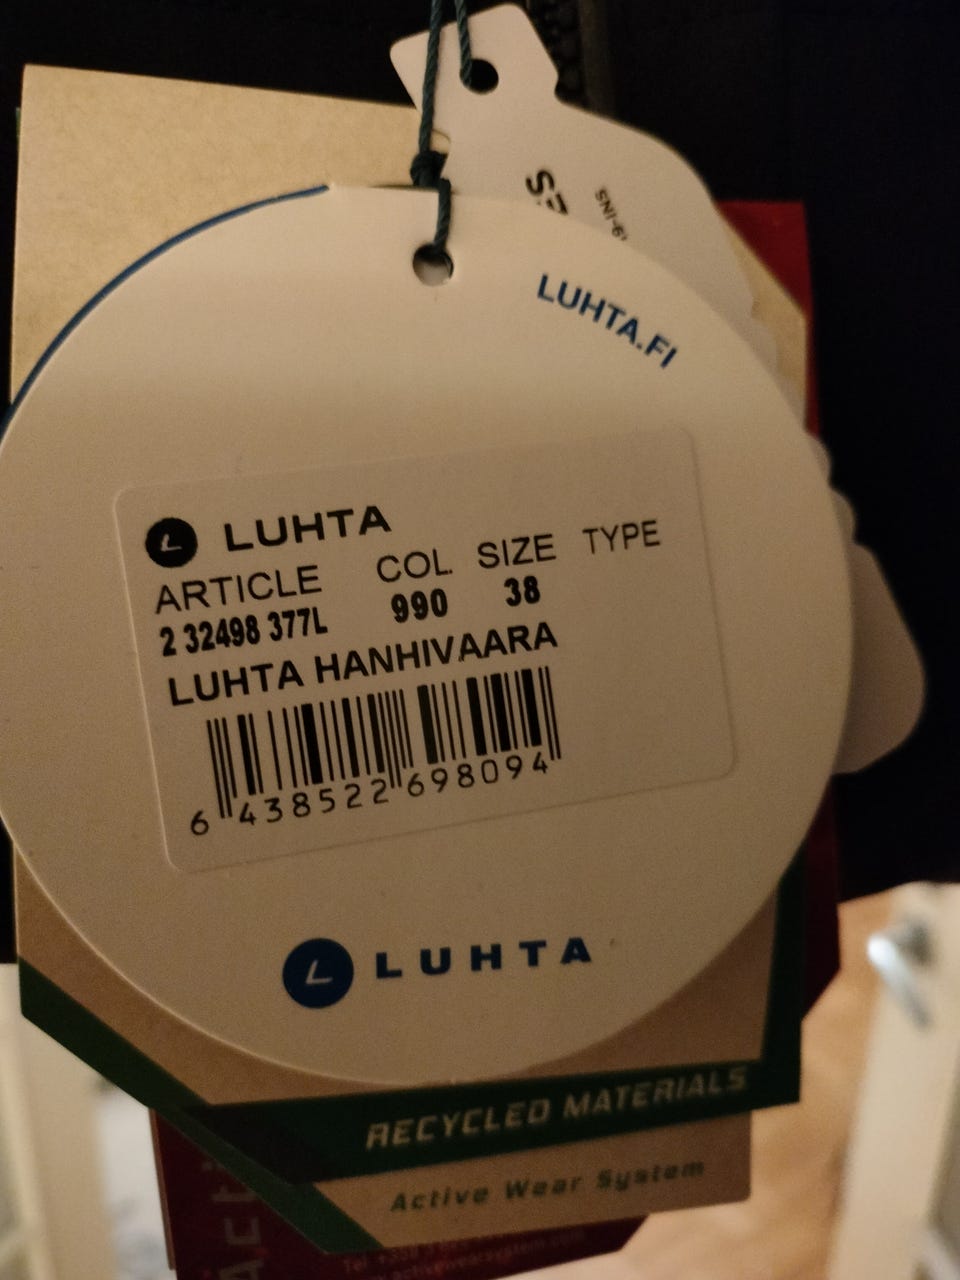 LUHTA.FI
L LUHTA
ARTICLE COL SIZE TYPE
2 32498 377L 990 38
LUHTA HANHIVAARA
6 438522 698094
L LUHTA
RECYCLED MATERIALS
Active Wear System